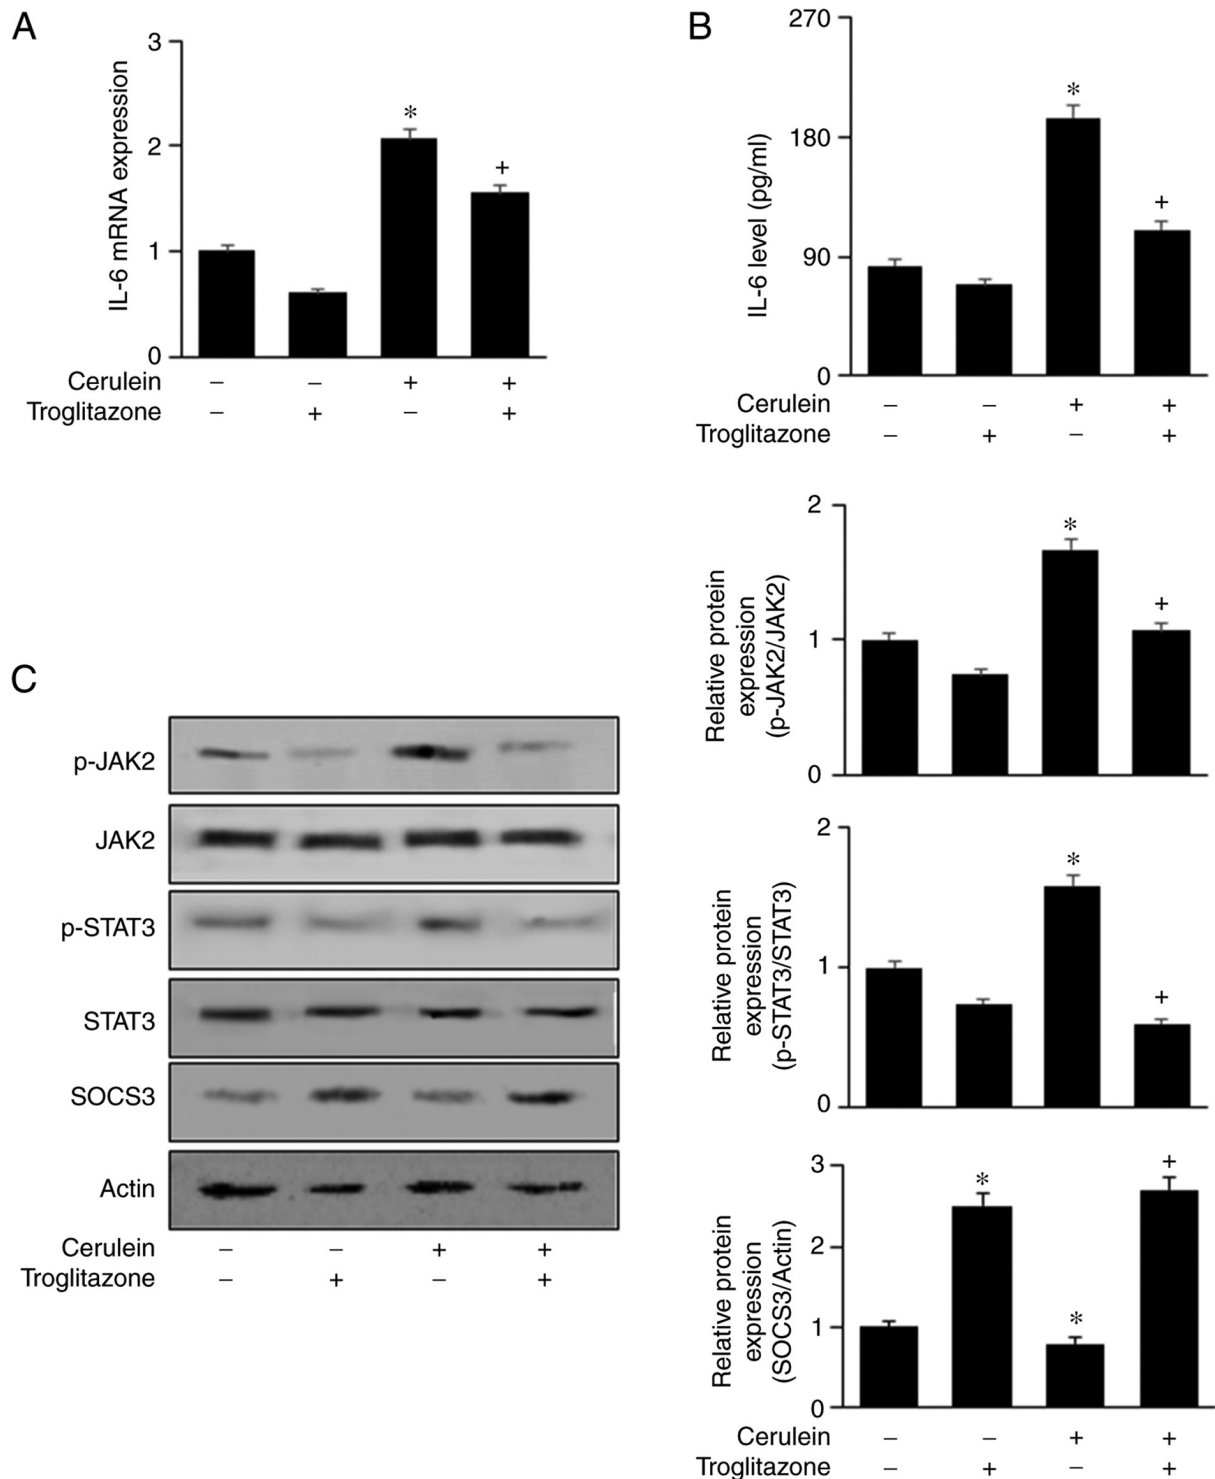 A
IL-6 mRNA expression
3
2
1
0
*
+
Cerulein – – + +
Troglitazone – + – +
B
IL-6 level (pg/ml)
270
180
90
0
*
+
Cerulein – – + +
Troglitazone – + – +
C
p-JAK2
JAK2
p-STAT3
STAT3
SOCS3
Actin
Cerulein – – + +
Troglitazone – + – +
Relative protein
expression
(p-JAK2/JAK2)
2
1
0
*
+
Relative protein
expression
(p-STAT3/STAT3)
2
1
0
*
+
Relative protein
expression
(SOCS3/Actin)
3
2
1
0
*
*
+
Cerulein – – + +
Troglitazone – + – +